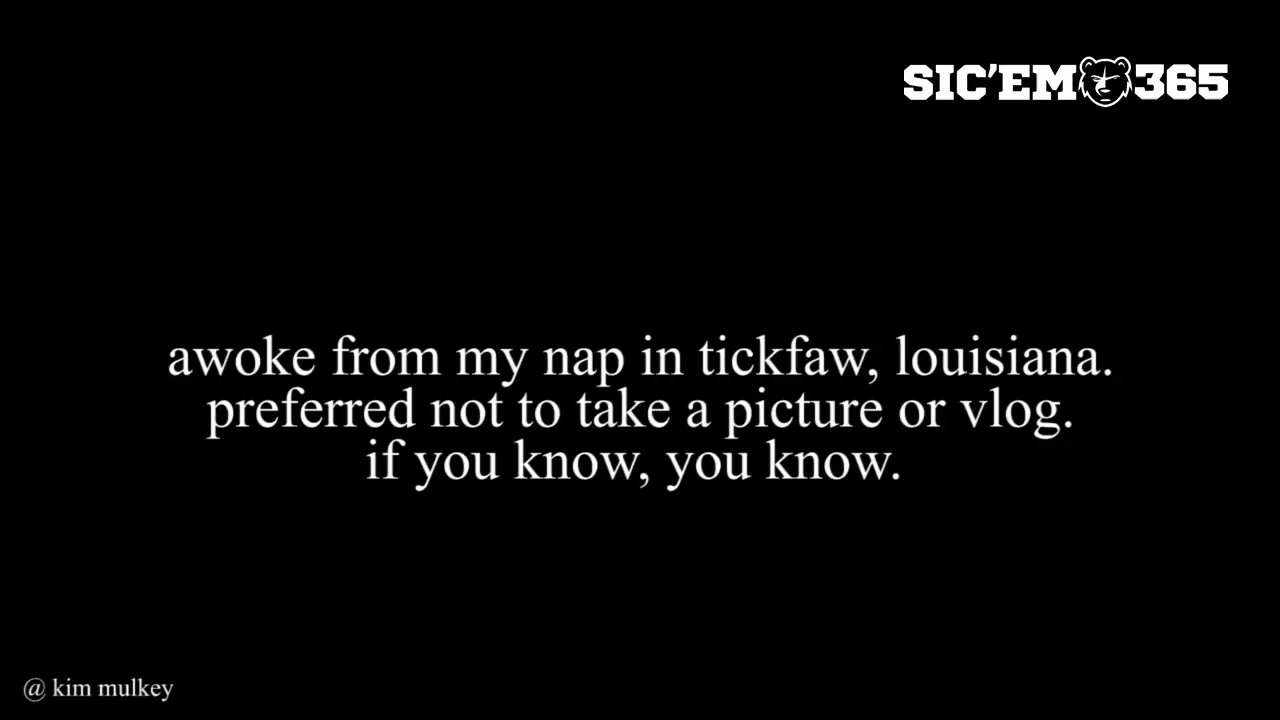 SIC'EM 365
awoke from my nap in tickfaw, louisiana.
preferred not to take a picture or vlog.
if you know, you know.
@ kim mulkey